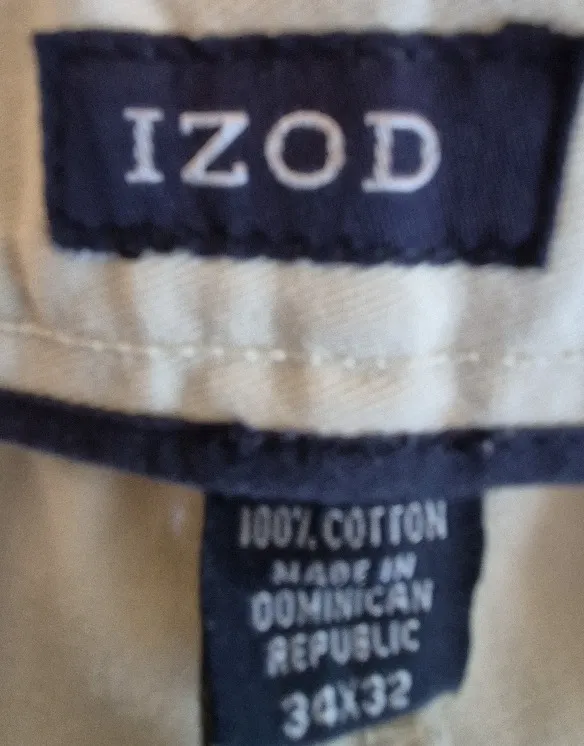 IZOD
100% COTTON
MADE IN
DOMINICAN
REPUBLIC
34X32